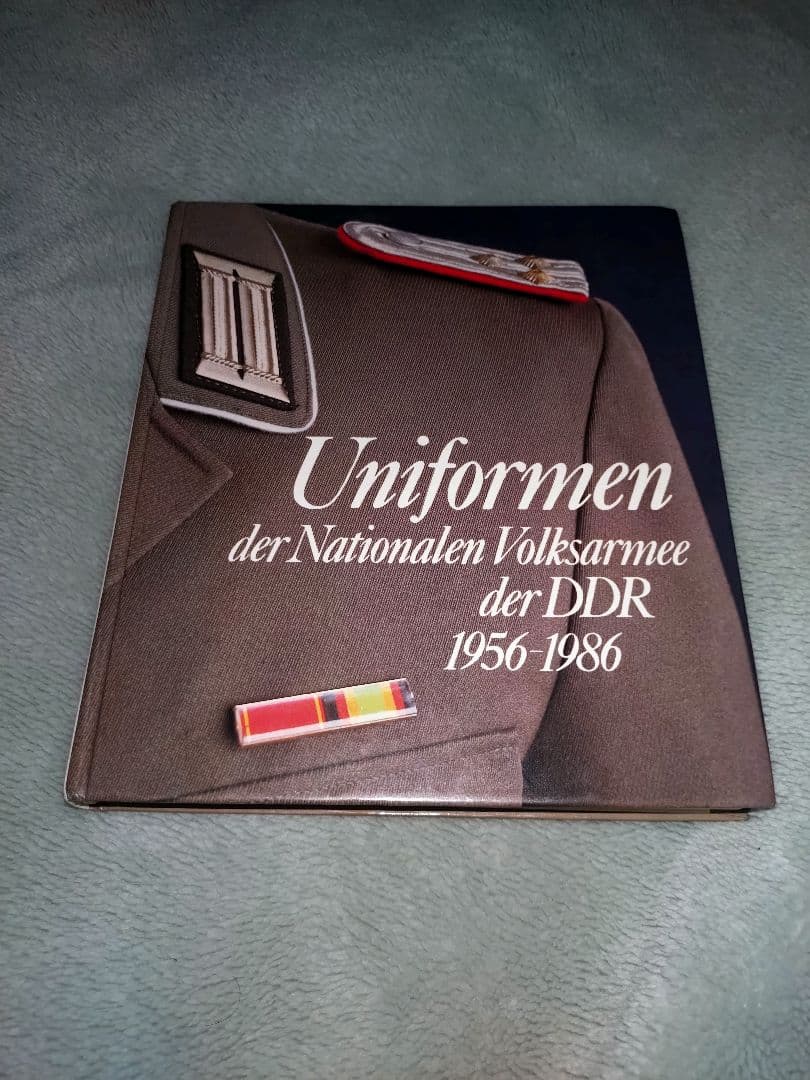 Uniformen
der Nationalen Volksarmee
der DDR
1956-1986